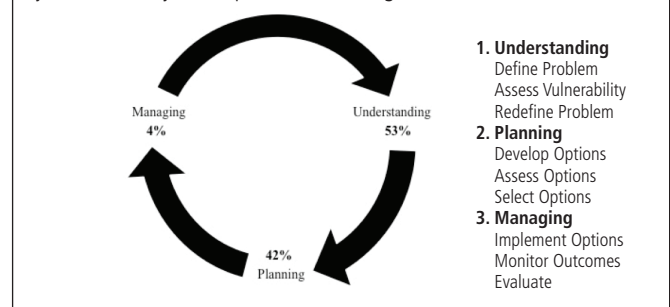 Managing
4%
Understanding
53%
42%
Planning
1. Understanding
Define Problem
Assess Vulnerability
Redefine Problem
2. Planning
Develop Options
Assess Options
Select Options
3. Managing
Implement Options
Monitor Outcomes
Evaluate